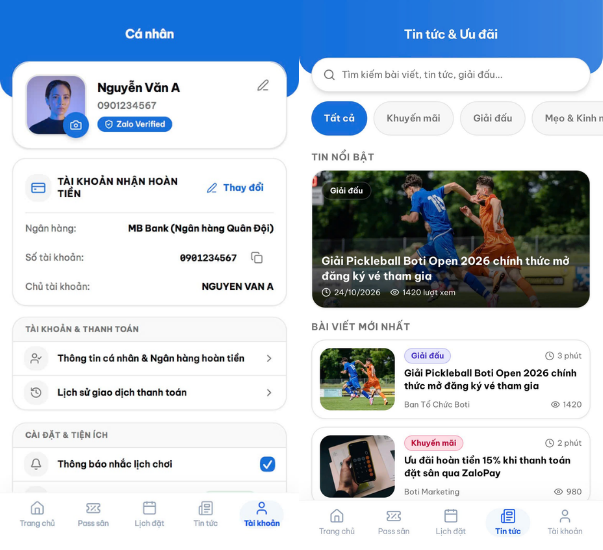 Cá nhân
Nguyễn Văn A
0901234567
Zalo Verified
TÀI KHOẢN NHẬN HOÀN
TIỀN
Thay đổi
Ngân hàng:
MB Bank (Ngân hàng Quân Đội)
Số tài khoản:
0901234567
Chủ tài khoản:
NGUYEN VAN A
TÀI KHOẢN & THANH TOÁN
Thông tin cá nhân & Ngân hàng hoàn tiền
Lịch sử giao dịch thanh toán
CÀI ĐẶT & TIỆN ÍCH
Thông báo nhắc lịch chơi
Trang chủ
Pass sân
Lịch đặt
Tin tức
Tài khoản
Tin tức & Ưu đãi
Tìm kiếm bài viết, tin tức, giải đấu...
Tất cả
Khuyến mãi
Giải đấu
Mẹo & Kinh n
TIN NỔI BẬT
Giải đấu
Giải Pickleball Boti Open 2026 chính thức mở
đăng ký vé tham gia
24/10/2026
1420 lượt xem
BÀI VIẾT MỚI NHẤT
Giải đấu
3 phút
Giải Pickleball Boti Open 2026 chính
thức mở đăng ký vé tham gia
Ban Tổ Chức Boti
1420
Khuyến mãi
2 phút
Ưu đãi hoàn tiền 15% khi thanh toán
đặt sân qua ZaloPay
Boti Marketing
980
Trang chủ
Pass sân
Lịch đặt
Tin tức
Tài khoản